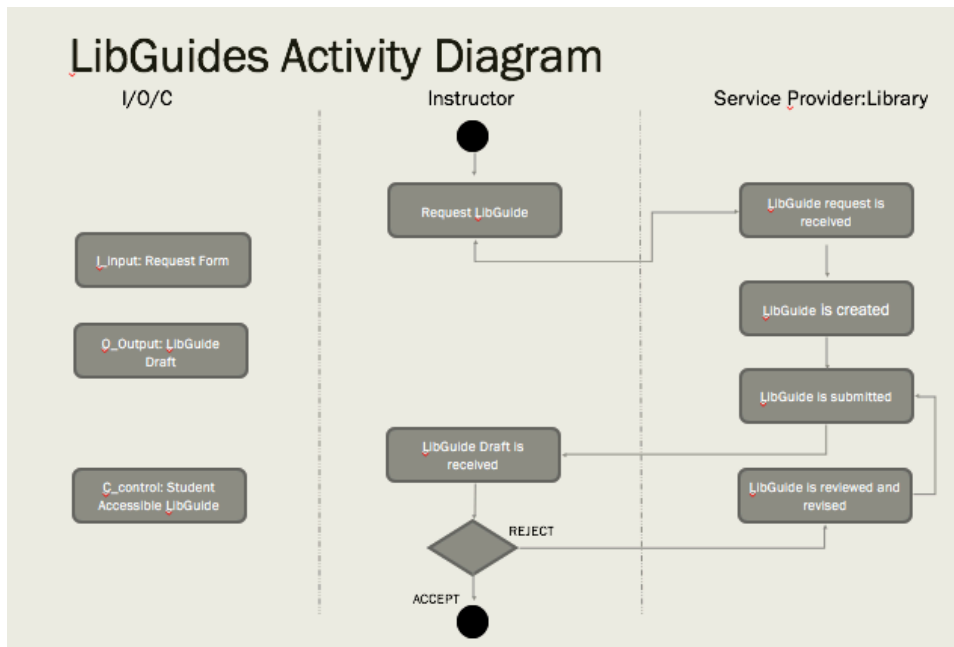 LibGuides Activity Diagram
I/O/C
Instructor
Service Provider:Library
Request LibGuide
LibGuide request is
received
I_input: Request Form
LibGuide is created
O_Output: LibGuide
Draft
LibGuide is submitted
LibGuide Draft is
received
C_control: Student
Accessible LibGuide
LibGuide is reviewed and
revised
REJECT
ACCEPT